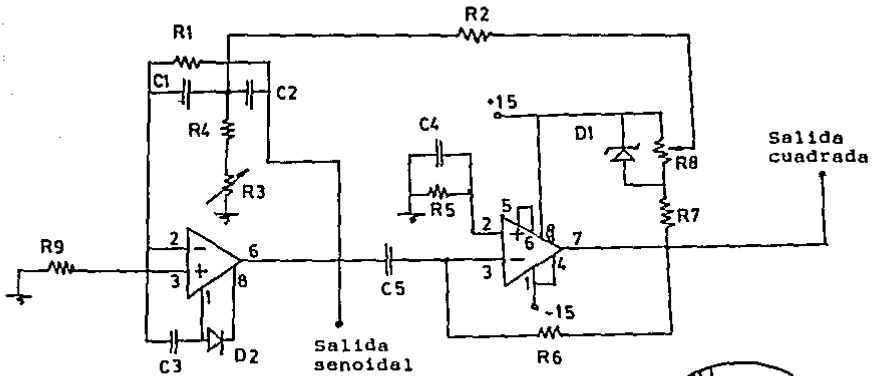 R2
R1
C1
C2
R4
+15
D1
Salida
cuadrada
C4
R8
R3
R5
5
R7
R9
2
-
6
2
+
6
8
7
3
+
8
3
-
4
1
C5
1
-15
C3
D2
Salida
senoidal
R6